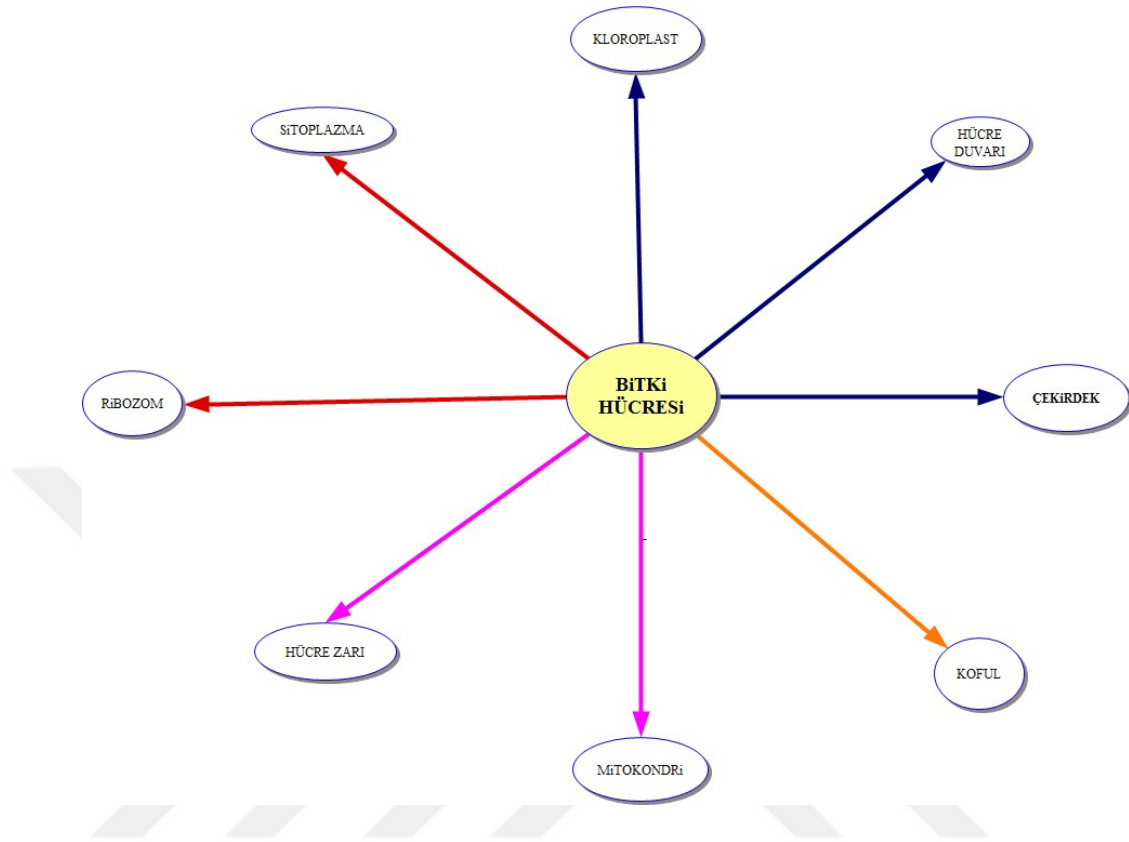 KLOROPLAST
SiTOPLAZMA
HÜCRE
DUVARI
BiTKi
HÜCRESi
ÇEKiRDEK
RiBOZOM
HÜCRE ZARI
KOFUL
MiTOKONDRi